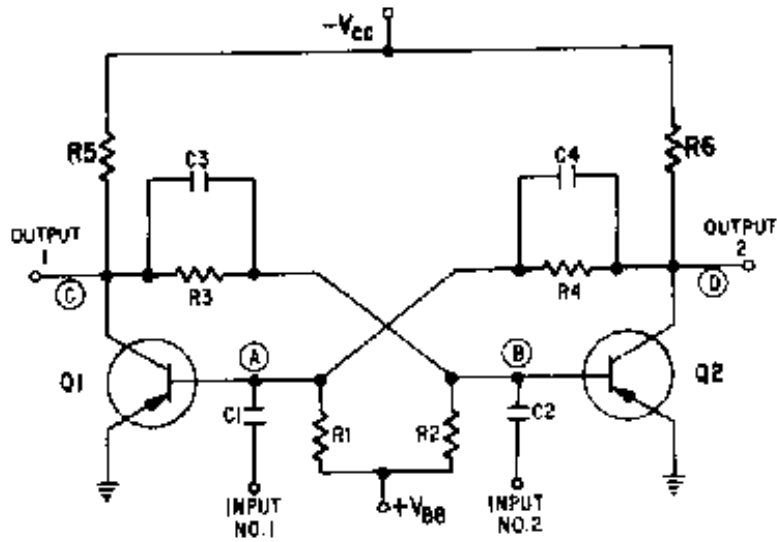 -Vcc
R5
C3
C4
R6
OUTPUT
1
OUTPUT
2
C
R3
R4
D
Q1
A
B
Q2
C1
R1
R2
C2
INPUT
NO.1
+VBB
INPUT
NO.2